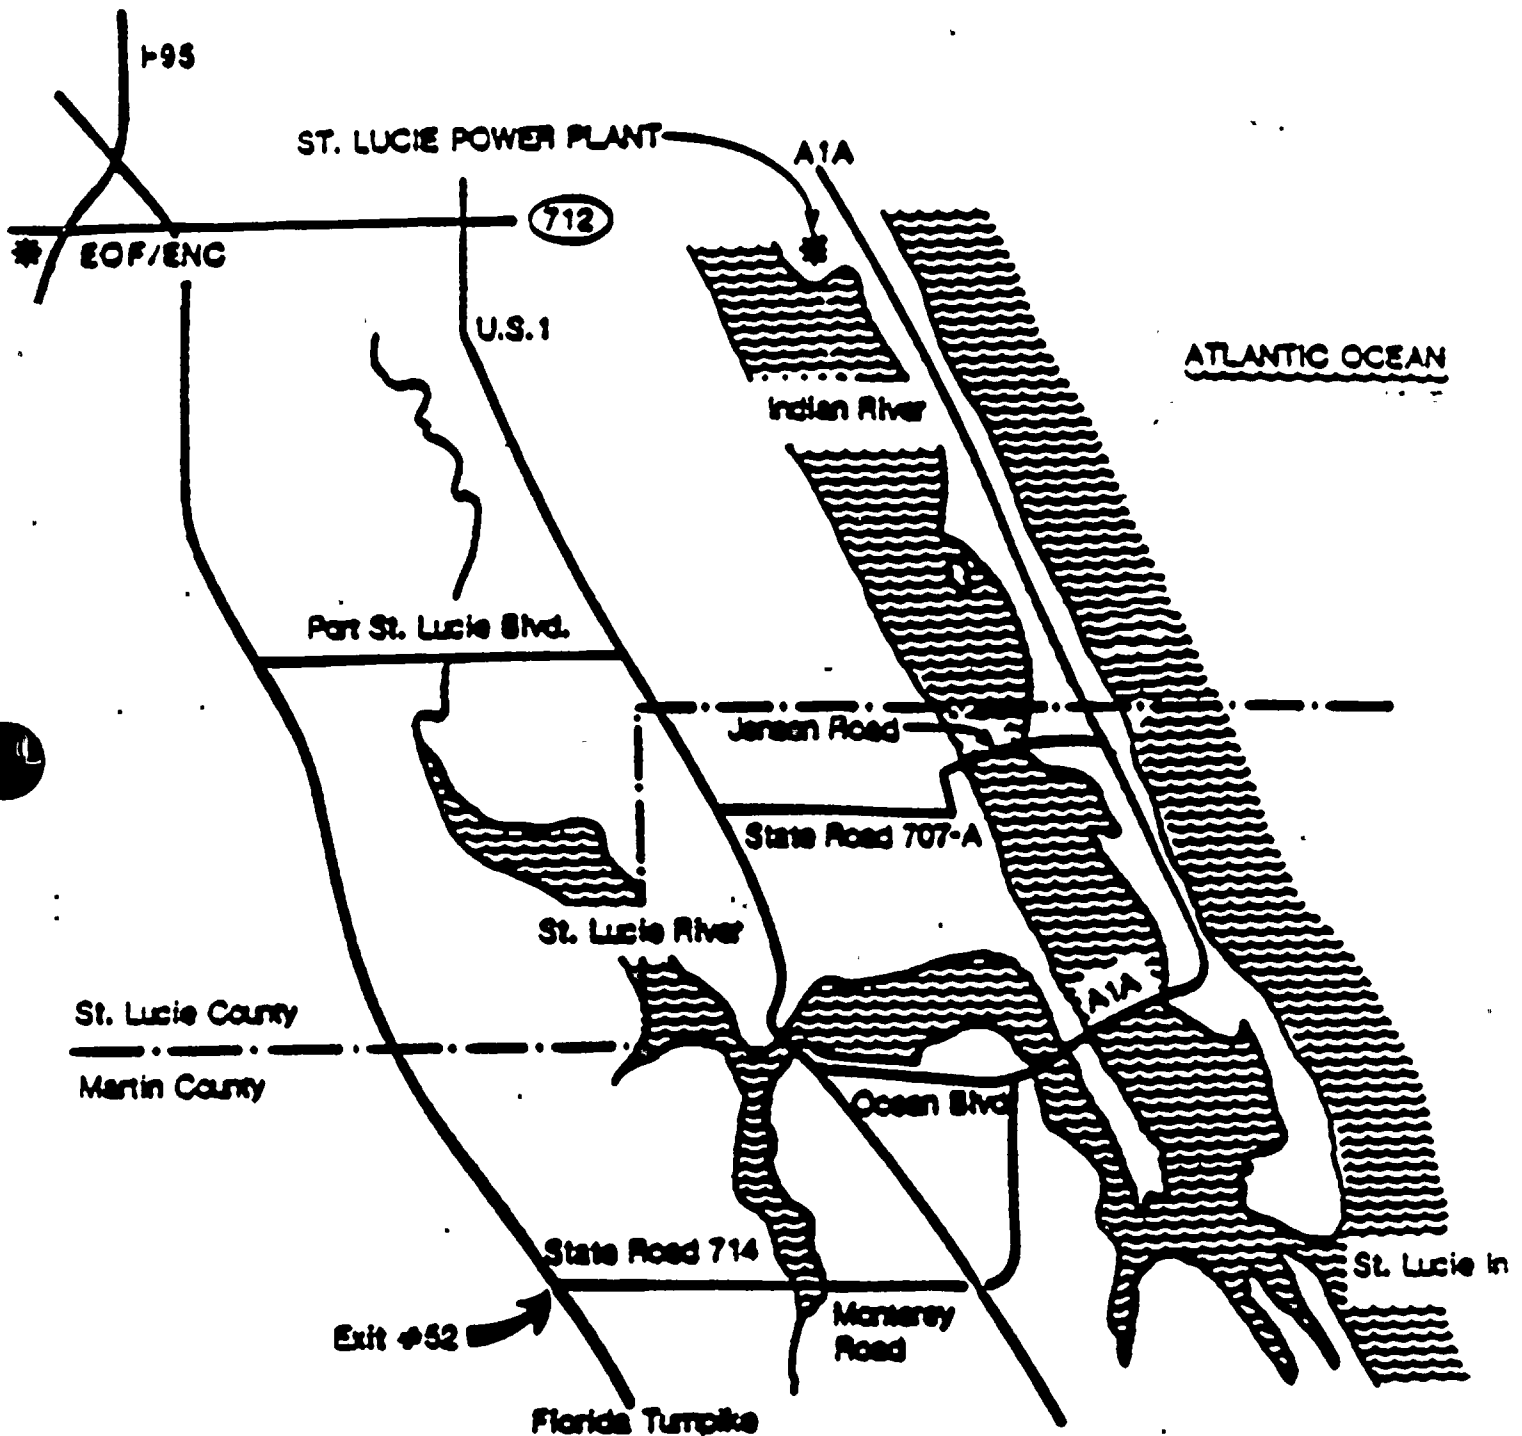 I-95
ST. LUCIE POWER PLANT
A1A
712
EOF/ENC
U.S.1
ATLANTIC OCEAN
Indian River
Port St. Lucie Blvd.
Jensen Road
State Road 707-A
St. Lucie River
A1A
St. Lucie County
Martin County
Ocean Blvd
State Road 714
St. Lucie In
Monterey
Road
Exit #52
Florida Turnpike